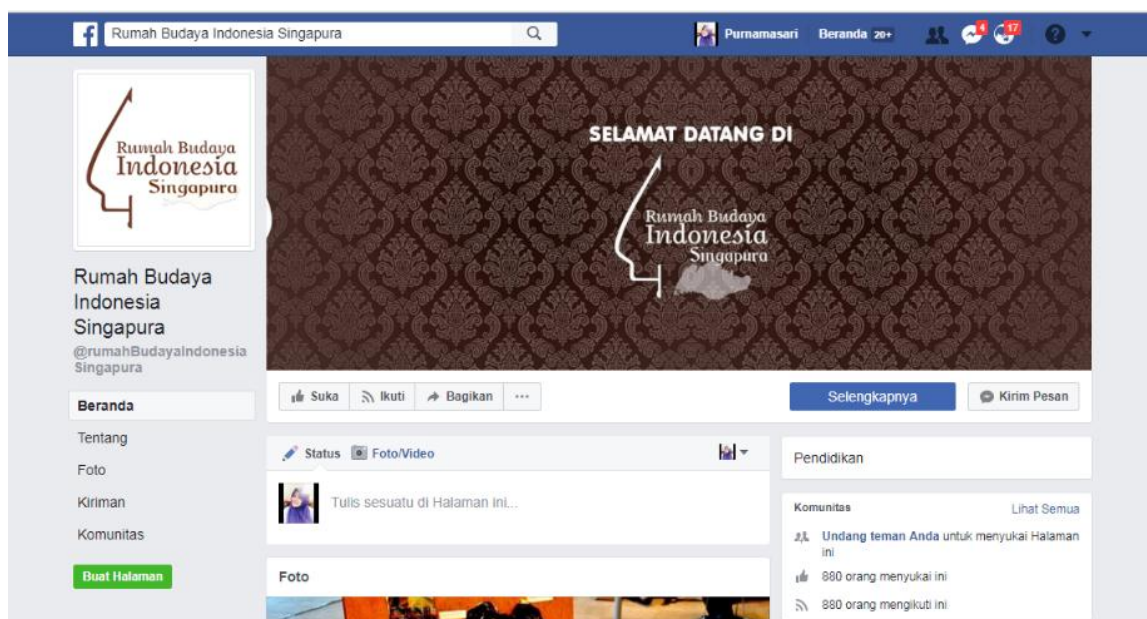 Rumah Budaya Indonesia Singapura
Purnamasari
Beranda 20+
4
17
Rumah Budaya
Indonesia
Singapura
SELAMAT DATANG DI
Rumah Budaya
Indonesia
Singapura
Rumah Budaya
Indonesia
Singapura
@rumahBudayaIndonesia
Singapura
Beranda
Tentang
Foto
Kiriman
Komunitas
Buat Halaman
Suka
Ikuti
Bagikan
...
Selengkapnya
Kirim Pesan
Status
Foto/Video
Tulis sesuatu di Halaman ini...
Foto
Pendidikan
Komunitas
Lihat Semua
Undang teman Anda untuk menyukai Halaman
ini
880 orang menyukai ini
880 orang mengikuti ini